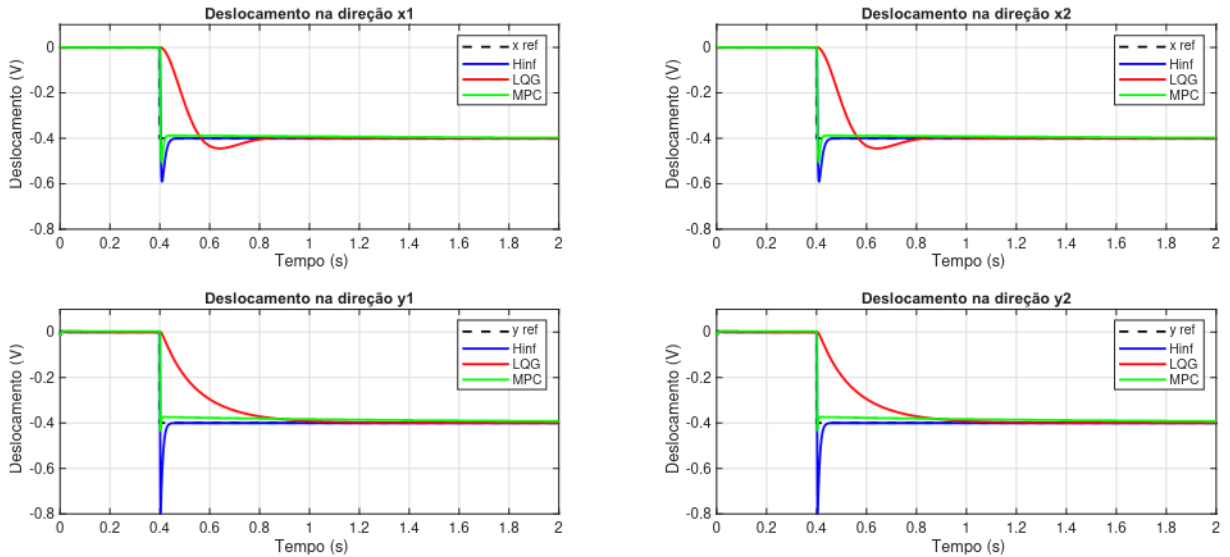 Deslocamento na direção x1
Deslocamento (V)
0
-0.2
-0.4
-0.6
-0.8
0 0.2 0.4 0.6 0.8 1 1.2 1.4 1.6 1.8 2
Tempo (s)
x ref
Hinf
LQG
MPC
Deslocamento na direção x2
Deslocamento (V)
0
-0.2
-0.4
-0.6
-0.8
0 0.2 0.4 0.6 0.8 1 1.2 1.4 1.6 1.8 2
Tempo (s)
x ref
Hinf
LQG
MPC
Deslocamento na direção y1
Deslocamento (V)
0
-0.2
-0.4
-0.6
-0.8
0 0.2 0.4 0.6 0.8 1 1.2 1.4 1.6 1.8 2
Tempo (s)
y ref
Hinf
LQG
MPC
Deslocamento na direção y2
Deslocamento (V)
0
-0.2
-0.4
-0.6
-0.8
0 0.2 0.4 0.6 0.8 1 1.2 1.4 1.6 1.8 2
Tempo (s)
y ref
Hinf
LQG
MPC